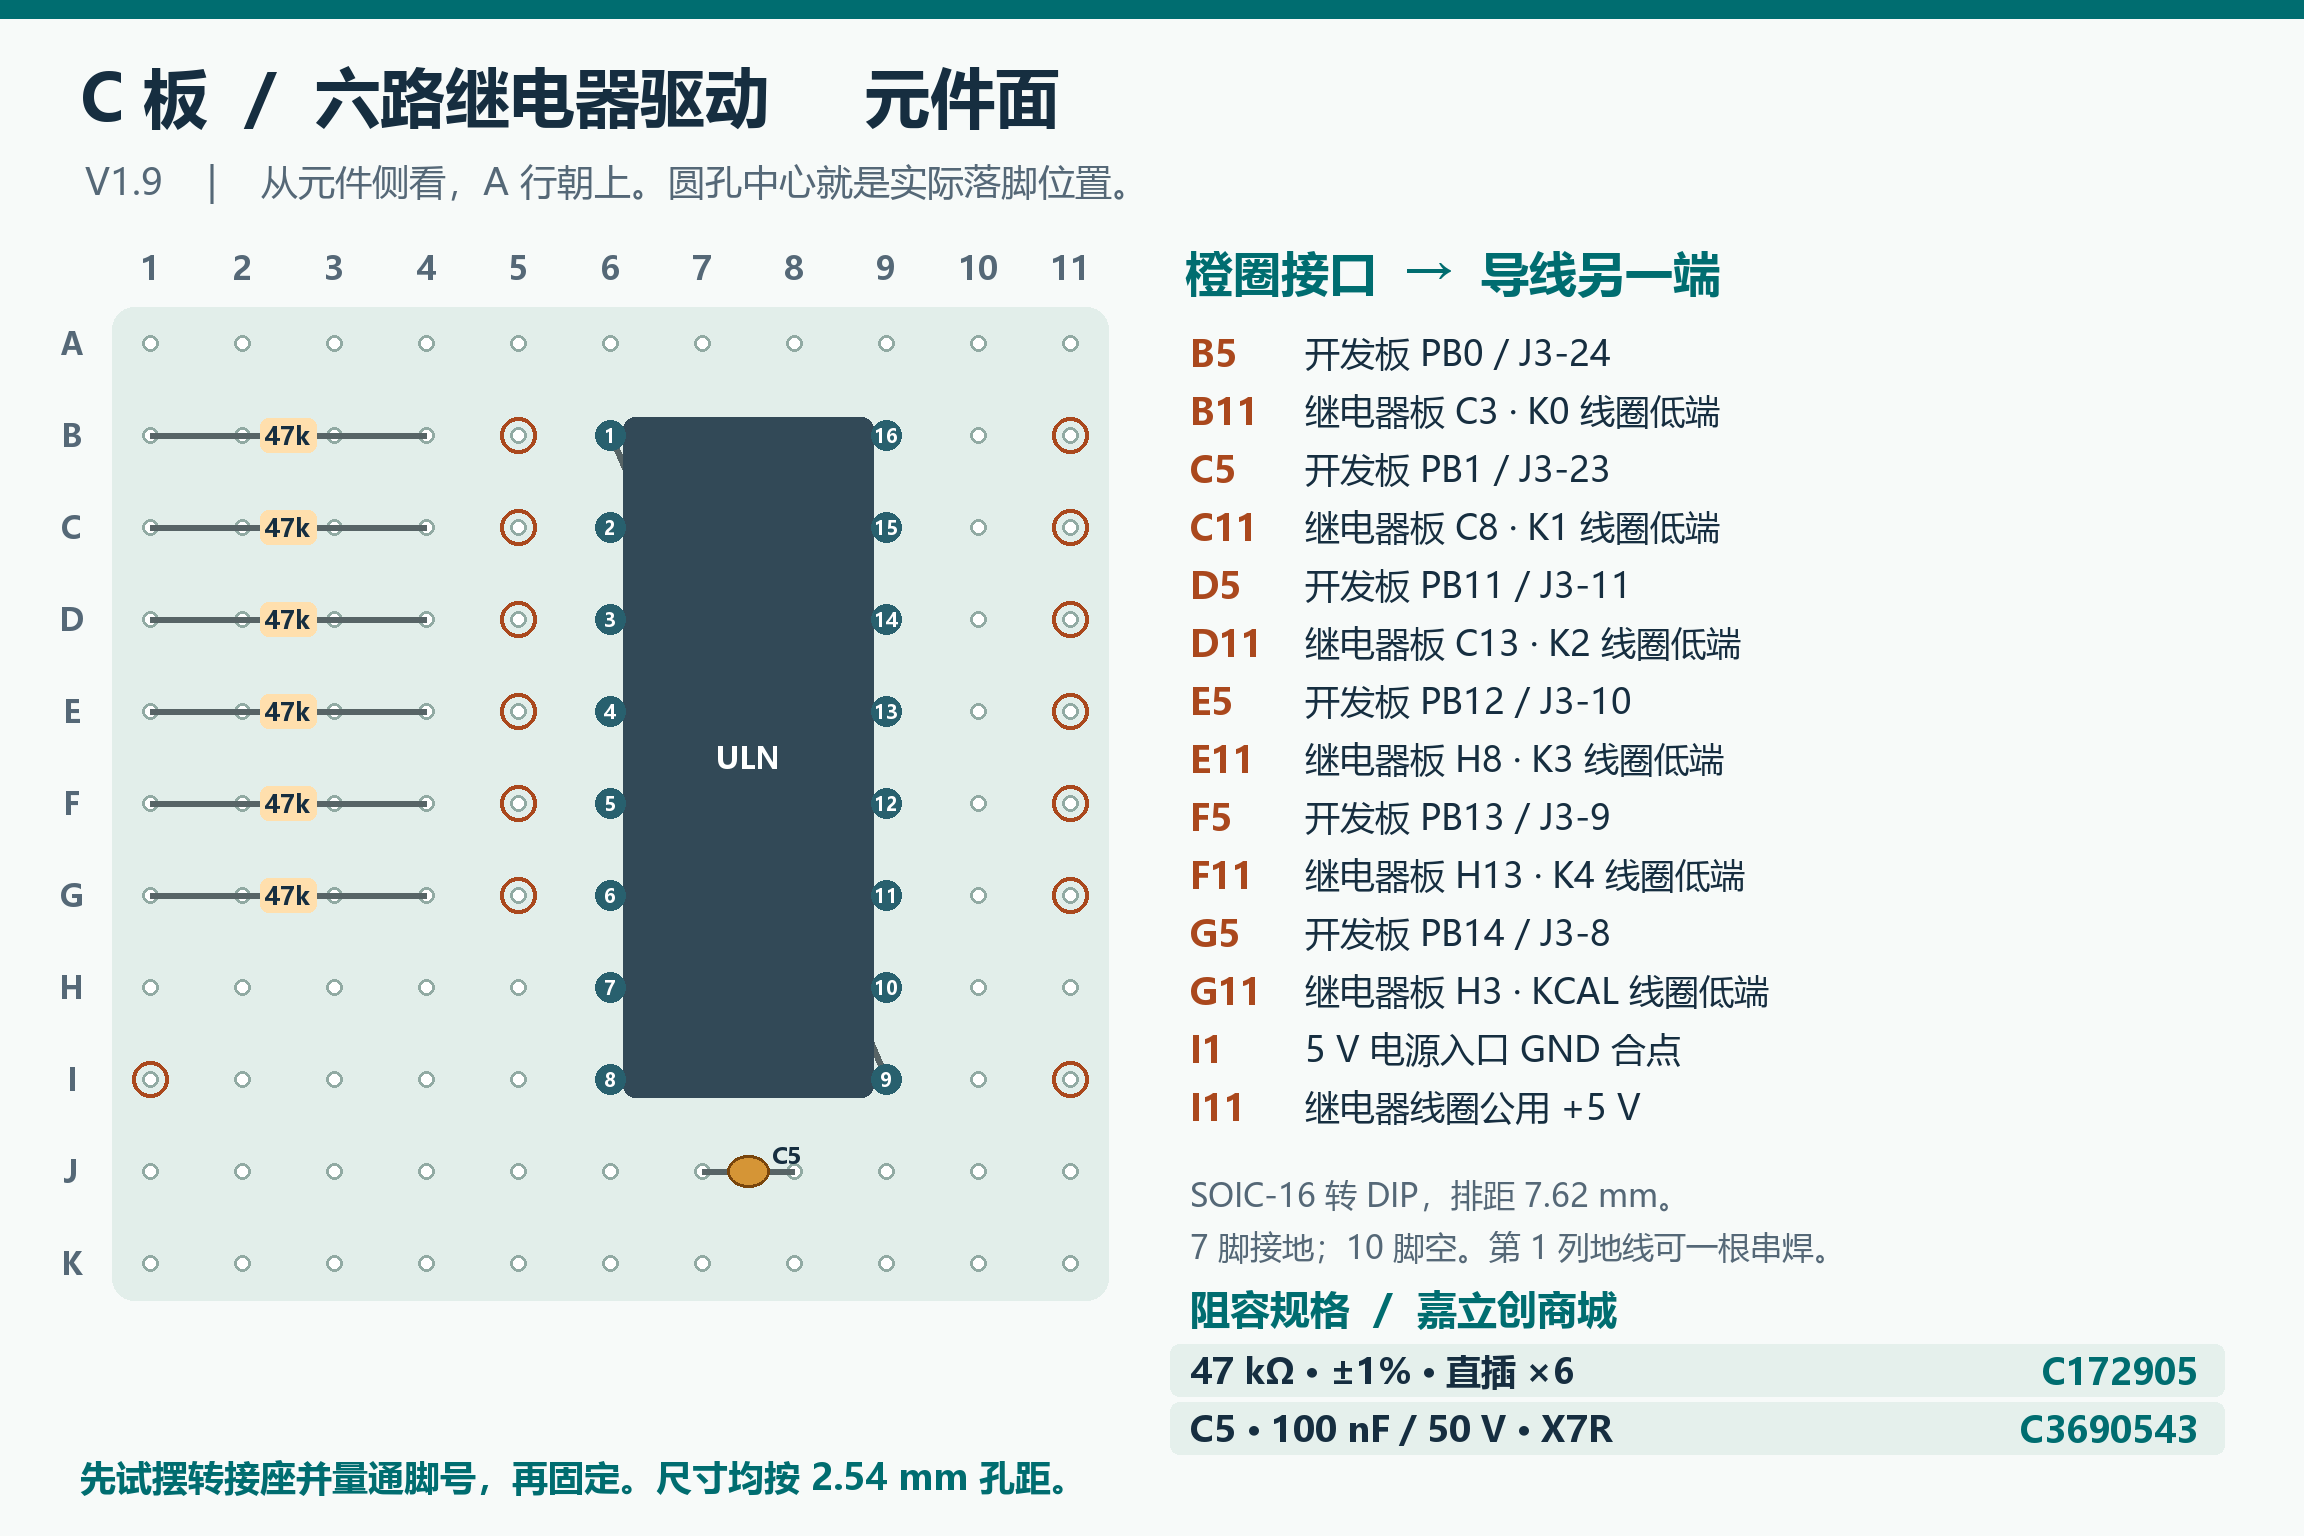 C 板 / 六路继电器驱动 元件面
V1.9 | 从元件侧看，A 行朝上。圆孔中心就是实际落脚位置。
1 2 3 4 5 6 7 8 9 10 11
A
B 47k 1 16
C 47k 2 15
D 47k 3 14
E 47k 4 13
ULN
F 47k 5 12
G 47k 6 11
H 7 10
I 8 9
C5
J
K
橙圈接口 → 导线另一端
B5 开发板 PB0 / J3-24
B11 继电器板 C3 · K0 线圈低端
C5 开发板 PB1 / J3-23
C11 继电器板 C8 · K1 线圈低端
D5 开发板 PB11 / J3-11
D11 继电器板 C13 · K2 线圈低端
E5 开发板 PB12 / J3-10
E11 继电器板 H8 · K3 线圈低端
F5 开发板 PB13 / J3-9
F11 继电器板 H13 · K4 线圈低端
G5 开发板 PB14 / J3-8
G11 继电器板 H3 · KCAL 线圈低端
I1 5 V 电源入口 GND 合点
I11 继电器线圈公用 +5 V
SOIC-16 转 DIP，排距 7.62 mm。
7 脚接地；10 脚空。第 1 列地线可一根串焊。
阻容规格 / 嘉立创商城
47 kΩ • ±1% • 直插 ×6 C172905
C5 • 100 nF / 50 V • X7R C3690543
先试摆转接座并量通脚号，再固定。尺寸均按 2.54 mm 孔距。